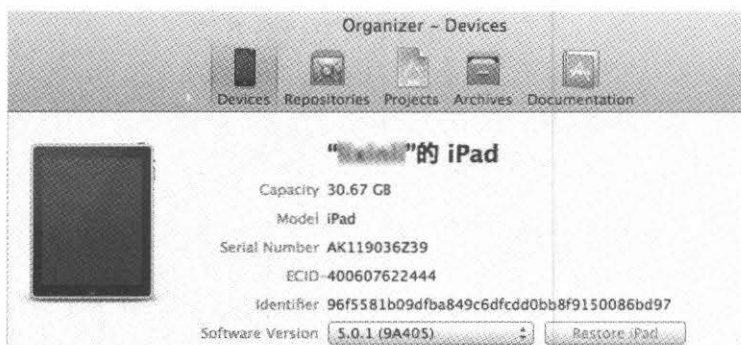 Organizer – Devices
Devices Repositories Projects Archives Documentation
“ ”的 iPad
Capacity 30.67 GB
Model iPad
Serial Number AK119036Z39
ECID 400607622444
Identifier 96f5581b09dfba849c6dfcdd0bb8f9150086bd97
Software Version 5.0.1 (9A405) Restore iPad